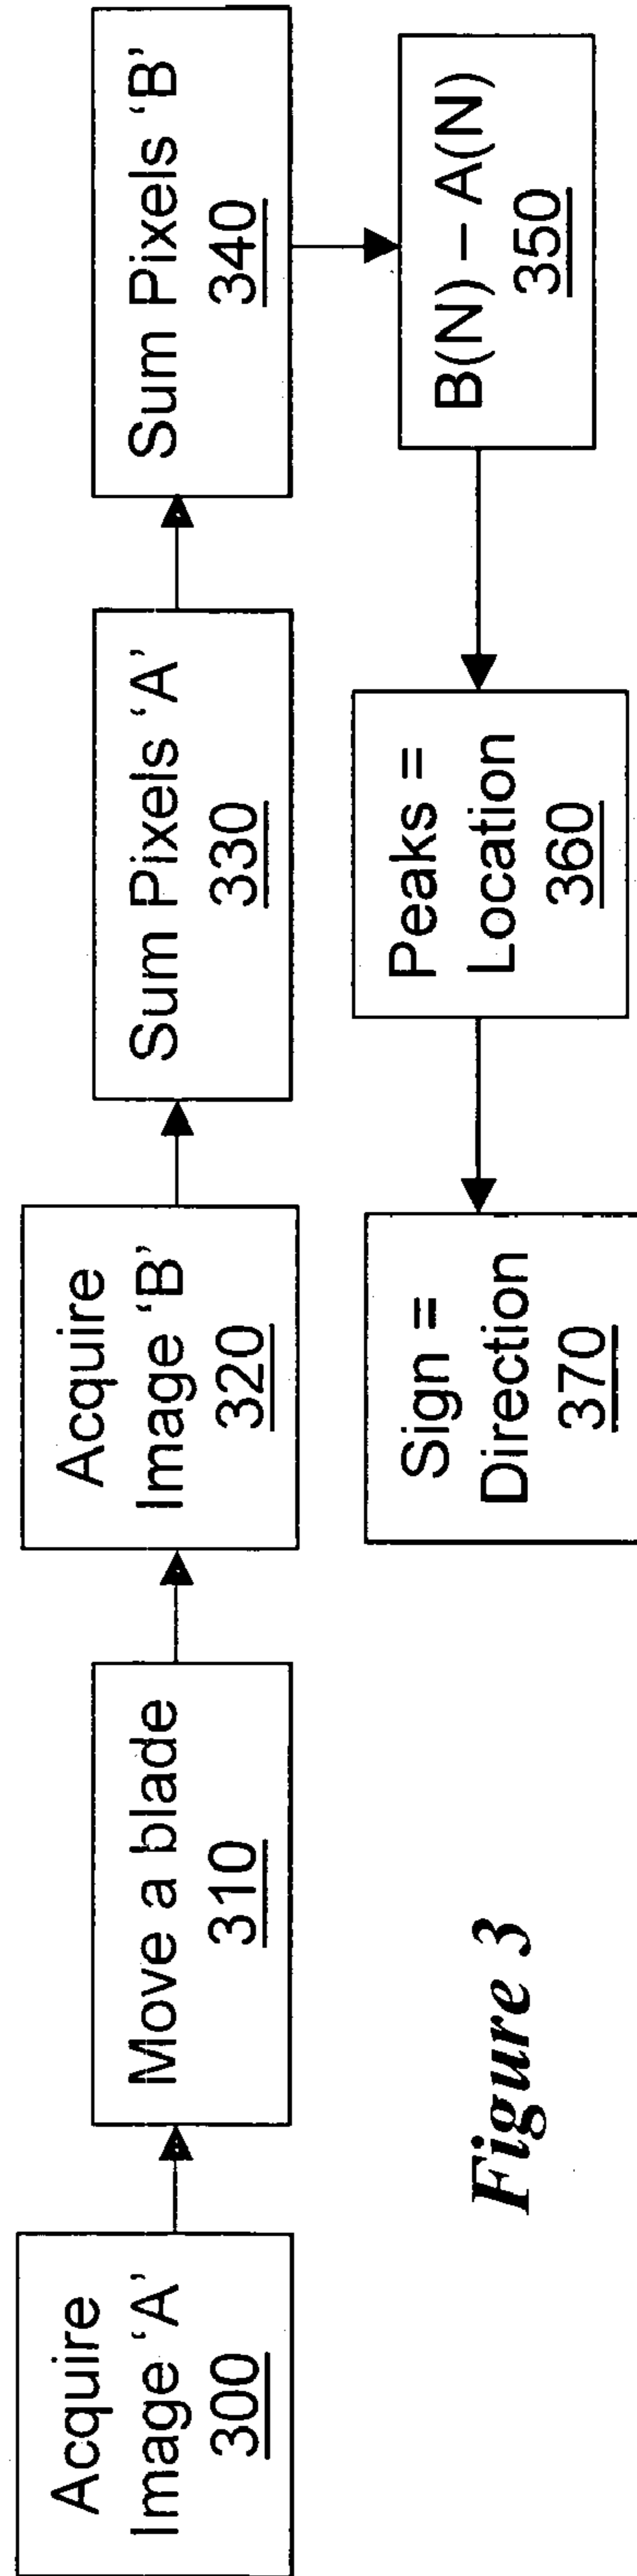 Acquire
Image ‘A’
300
Move a blade
310
Acquire
Image ‘B’
320
Sum Pixels ‘A’
330
Sum Pixels ‘B’
340
B(N) – A(N)
350
Peaks =
Location
360
Sign =
Direction
370
Figure 3